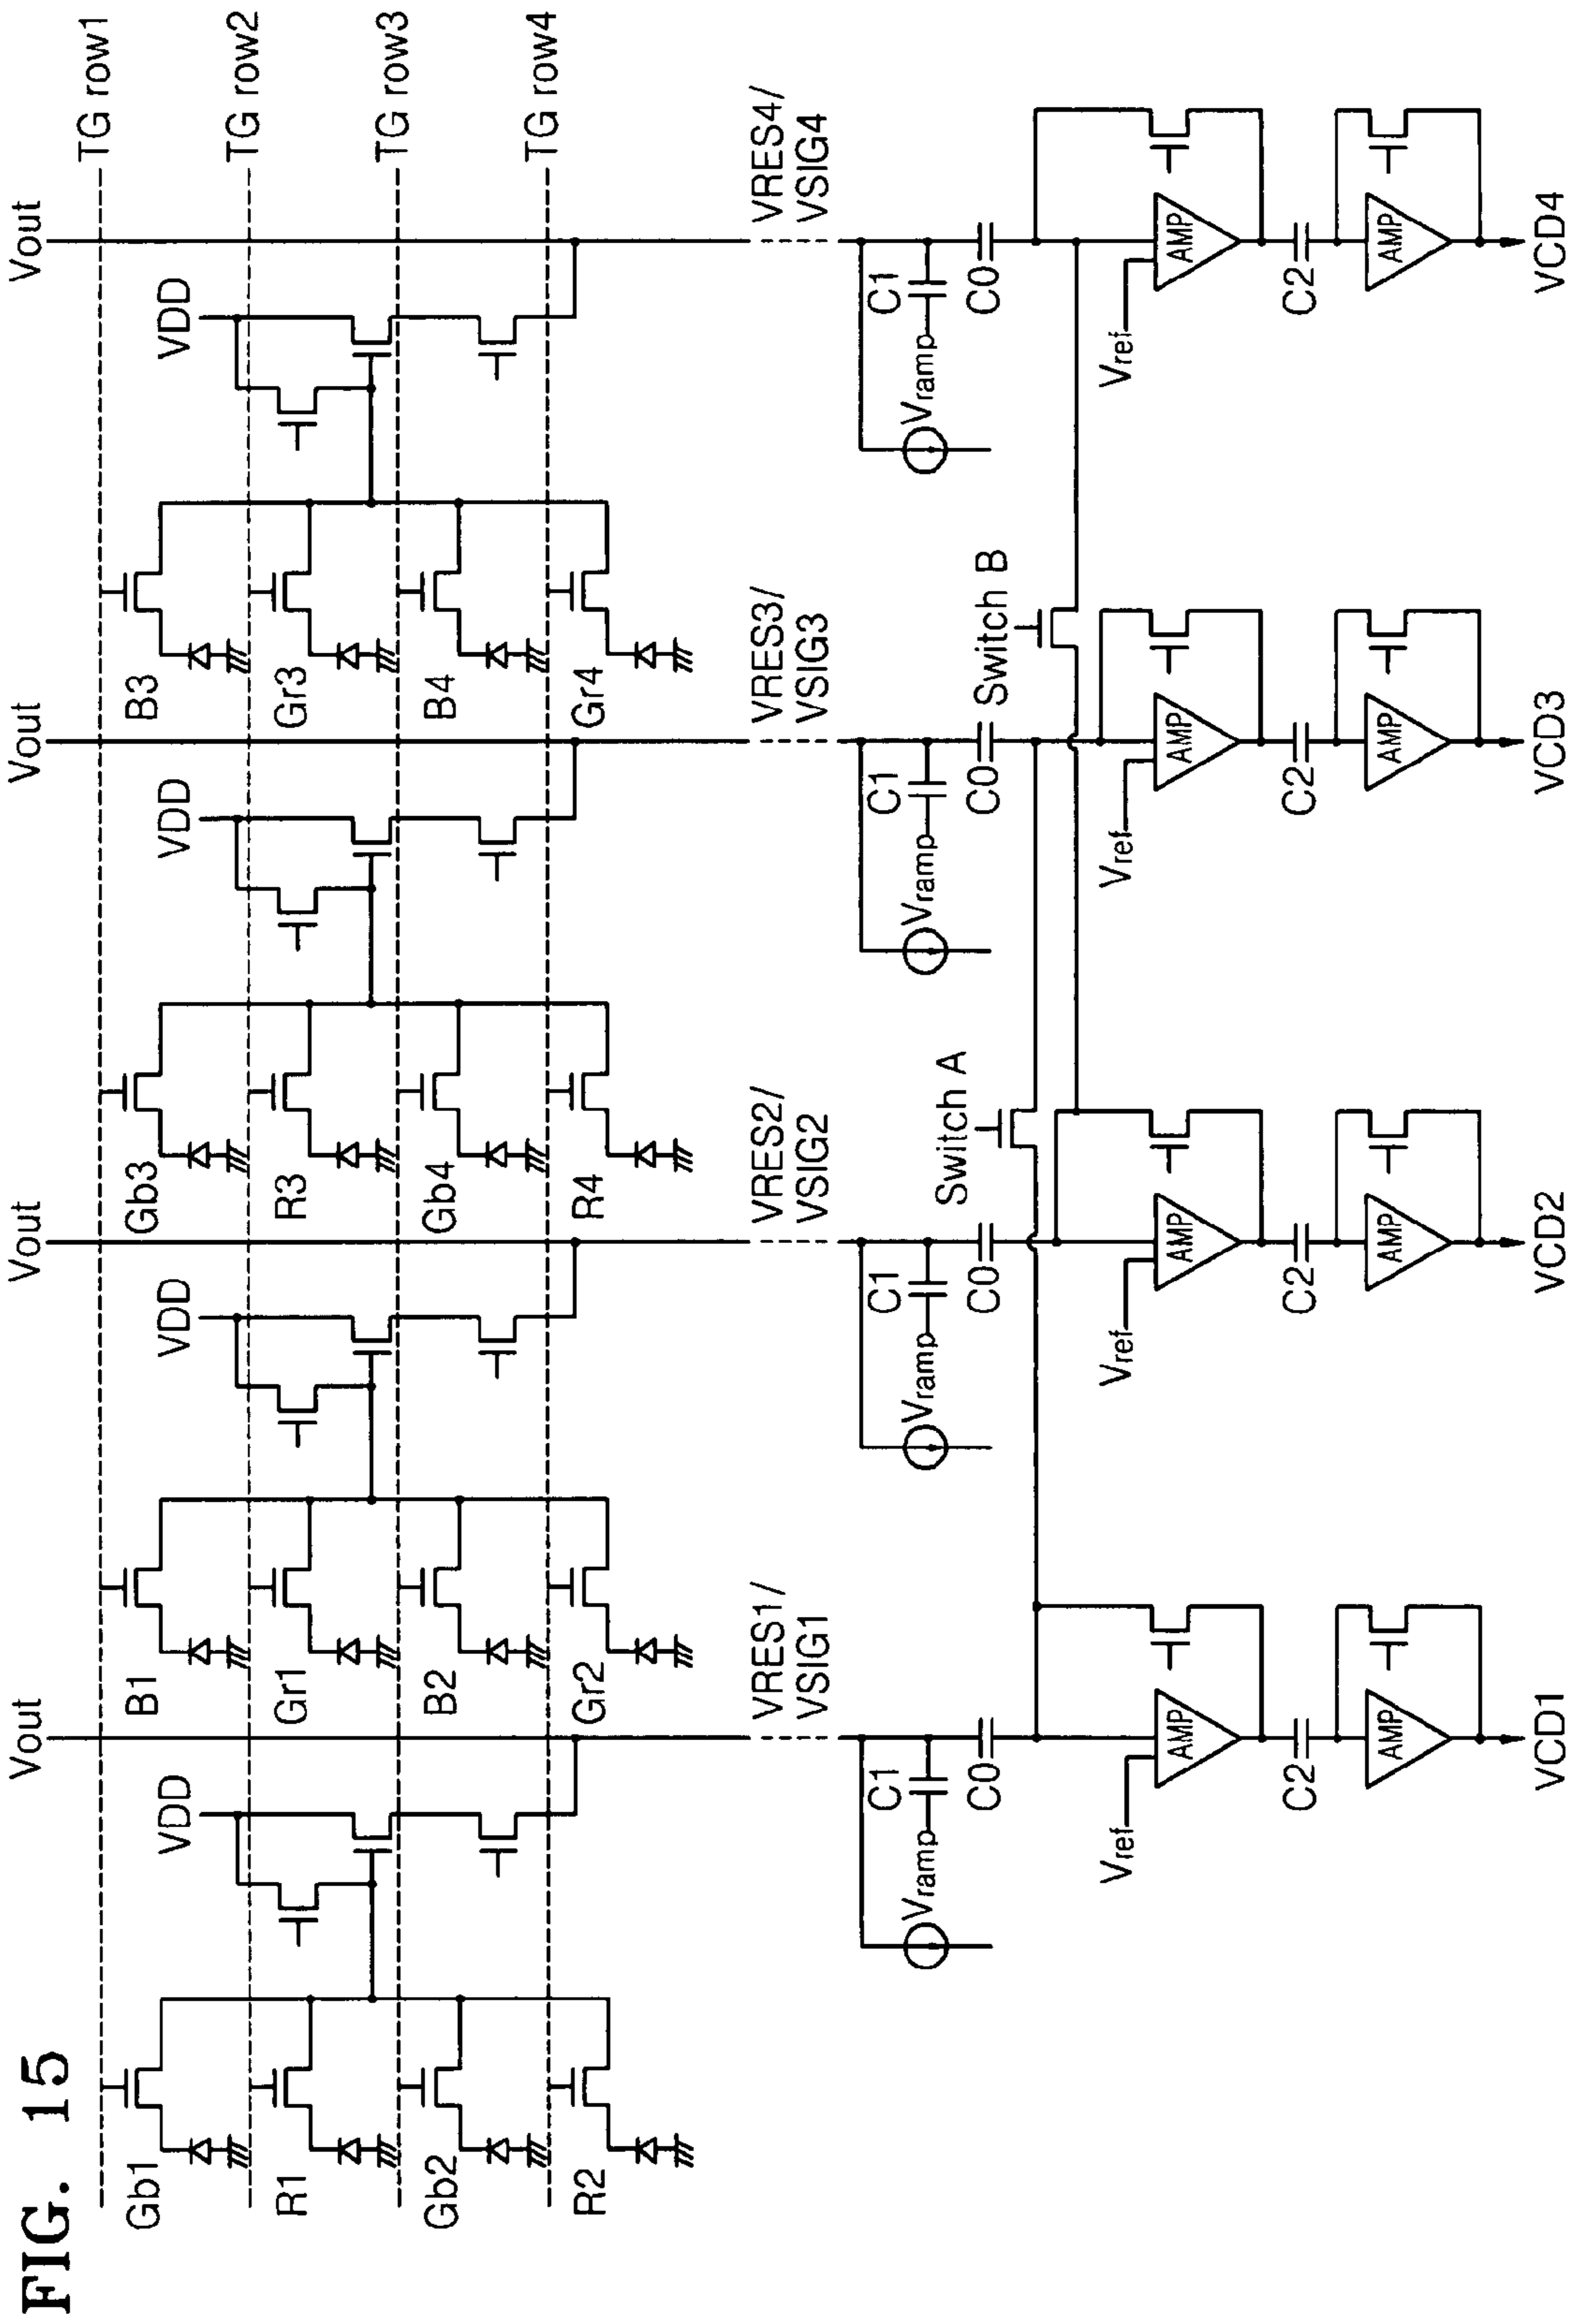 FIG. 15
Vout Vout Vout Vout
TG row1
TG row2
TG row3
TG row4
VDD VDD VDD VDD
Gb1 B1 Gb3 B3
R1 Gr1 R3 Gr3
Gb2 B2 Gb4 B4
R2 Gr2 R4 Gr4
VRES1/ VRES2/ VRES3/ VRES4/
VSIG1 VSIG2 VSIG3 VSIG4
C1 C1 C1 C1
Vramp Vramp Vramp Vramp
C0 C0 C0 C0
Switch A Switch B
Vref Vref Vref Vref
AMP AMP AMP AMP
C2 C2 C2 C2
AMP AMP AMP AMP
VCD1 VCD2 VCD3 VCD4